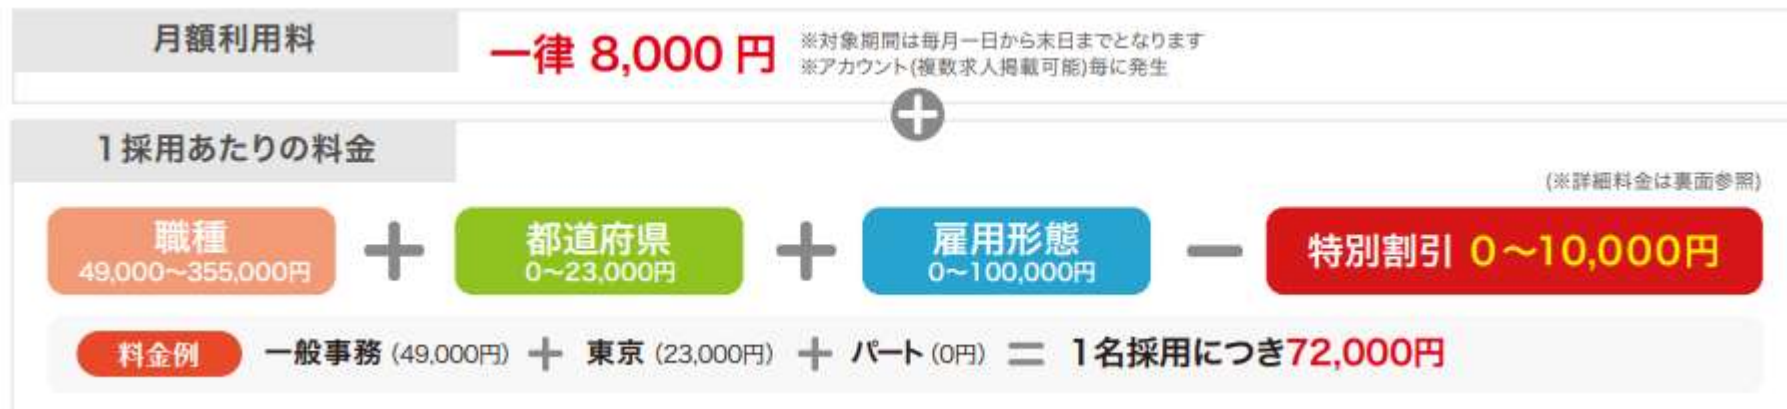 月額利用料
一律 8,000 円
※対象期間は毎月一日から末日までとなります
※アカウント(複数求人掲載可能)毎に発生
+
1採用あたりの料金
(※詳細料金は裏面参照)
職種
49,000〜355,000円
+
都道府県
0〜23,000円
+
雇用形態
0〜100,000円
−
特別割引 0〜10,000円
料金例 一般事務 (49,000円) + 東京 (23,000円) + パート (0円) = 1名採用につき72,000円